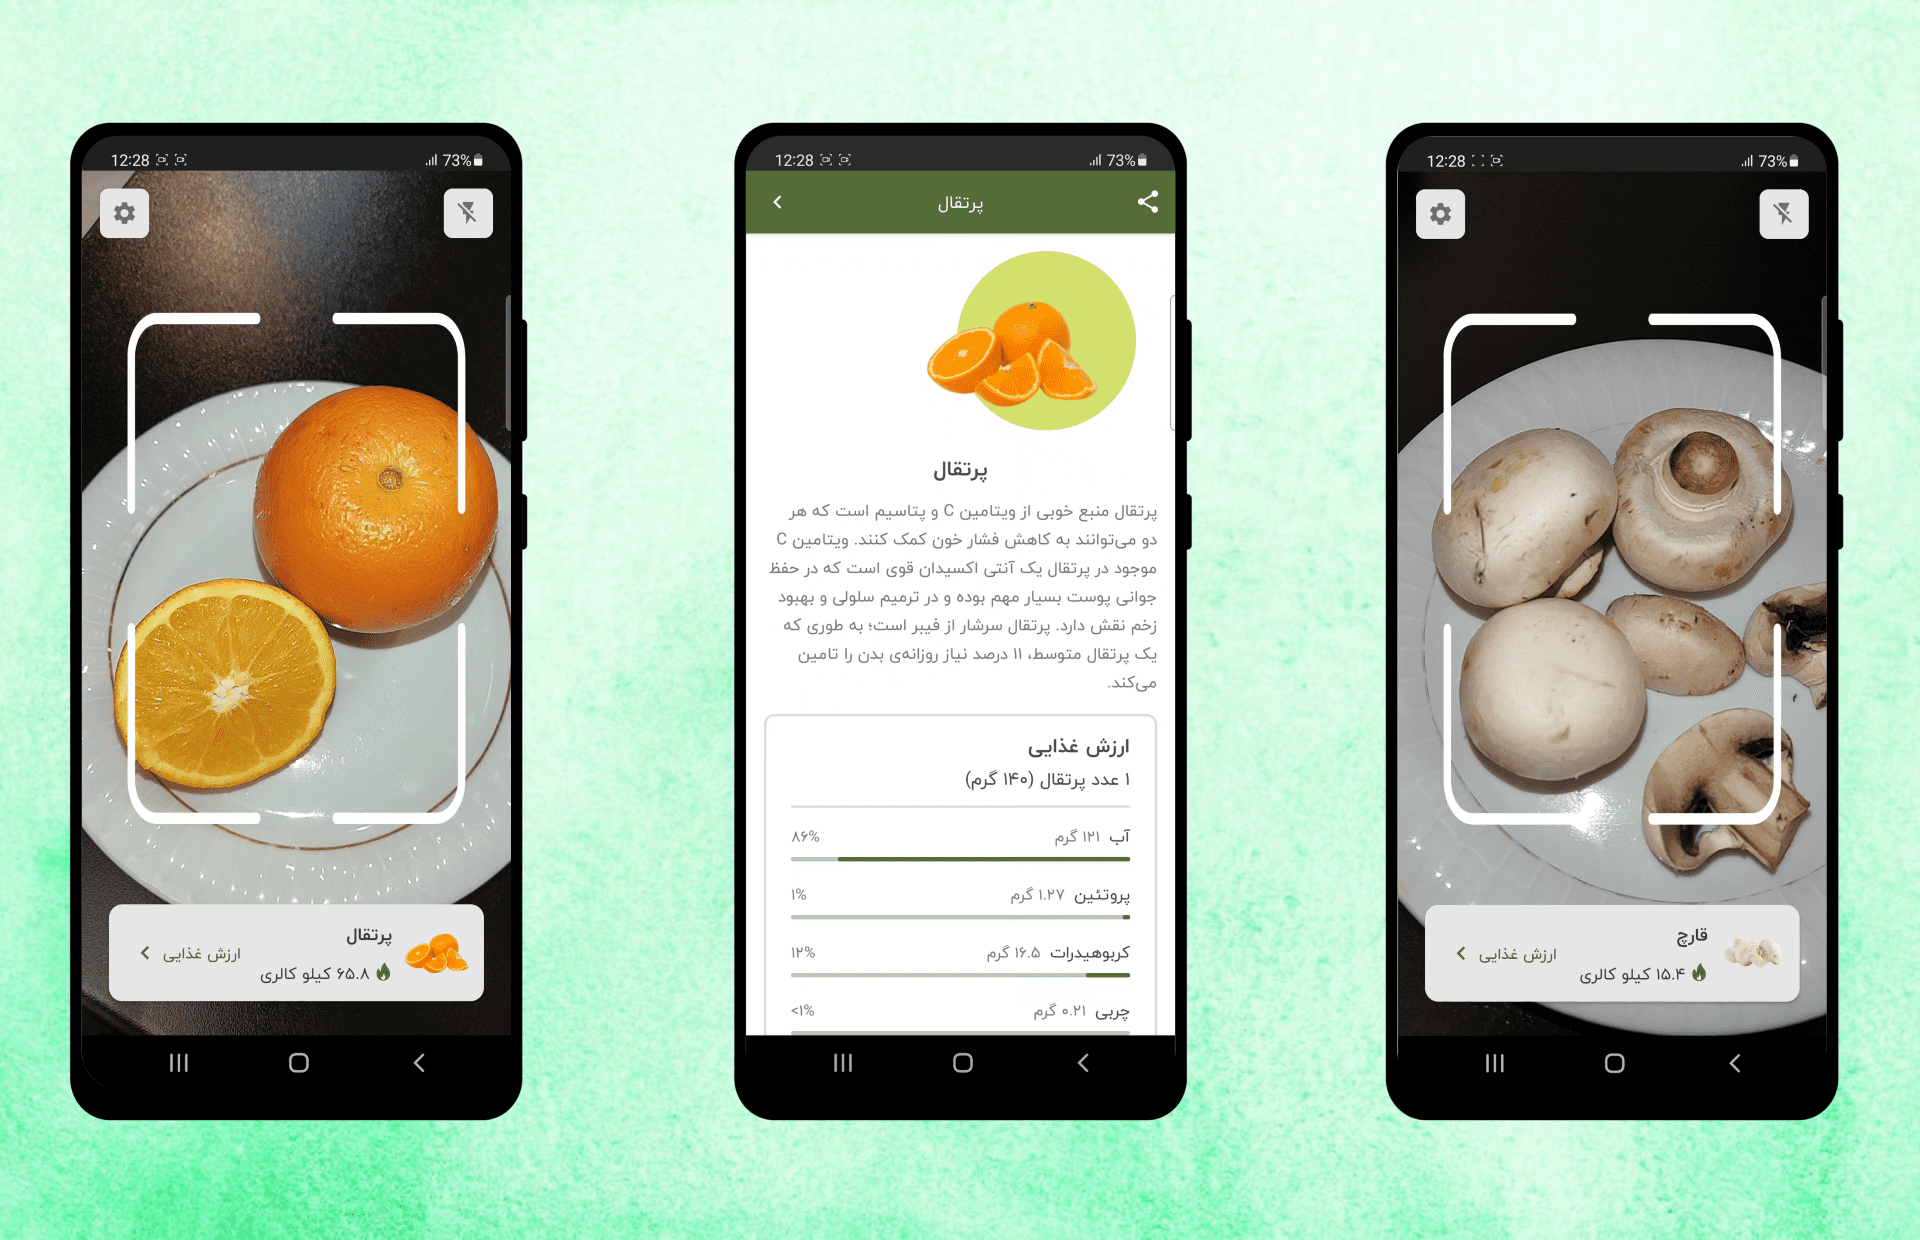 12:28
73%
پرتقال
ارزش غذایی
۶۵.۸ کیلو کالری
12:28
73%
پرتقال
پرتقال
پرتقال منبع خوبی از ویتامین C و پتاسیم است که هر
دو می‌توانند به کاهش فشار خون کمک کنند. ویتامین C
موجود در پرتقال یک آنتی اکسیدان قوی است که در حفظ
جوانی پوست بسیار مهم بوده و در ترمیم سلولی و بهبود
زخم نقش دارد. پرتقال سرشار از فیبر است؛ به طوری که
یک پرتقال متوسط، ۱۱ درصد نیاز روزانه‌ی بدن را تامین
می‌کند.
ارزش غذایی
۱ عدد پرتقال (۱۴۰ گرم)
آب ۱۲۱ گرم ۸۶%
پروتئین ۱.۲۷ گرم ۱%
کربوهیدرات ۱۶.۵ گرم ۱۲%
چربی ۰.۲۱ گرم <۱%
12:28
73%
قارچ
ارزش غذایی
۱۵.۴ کیلو کالری